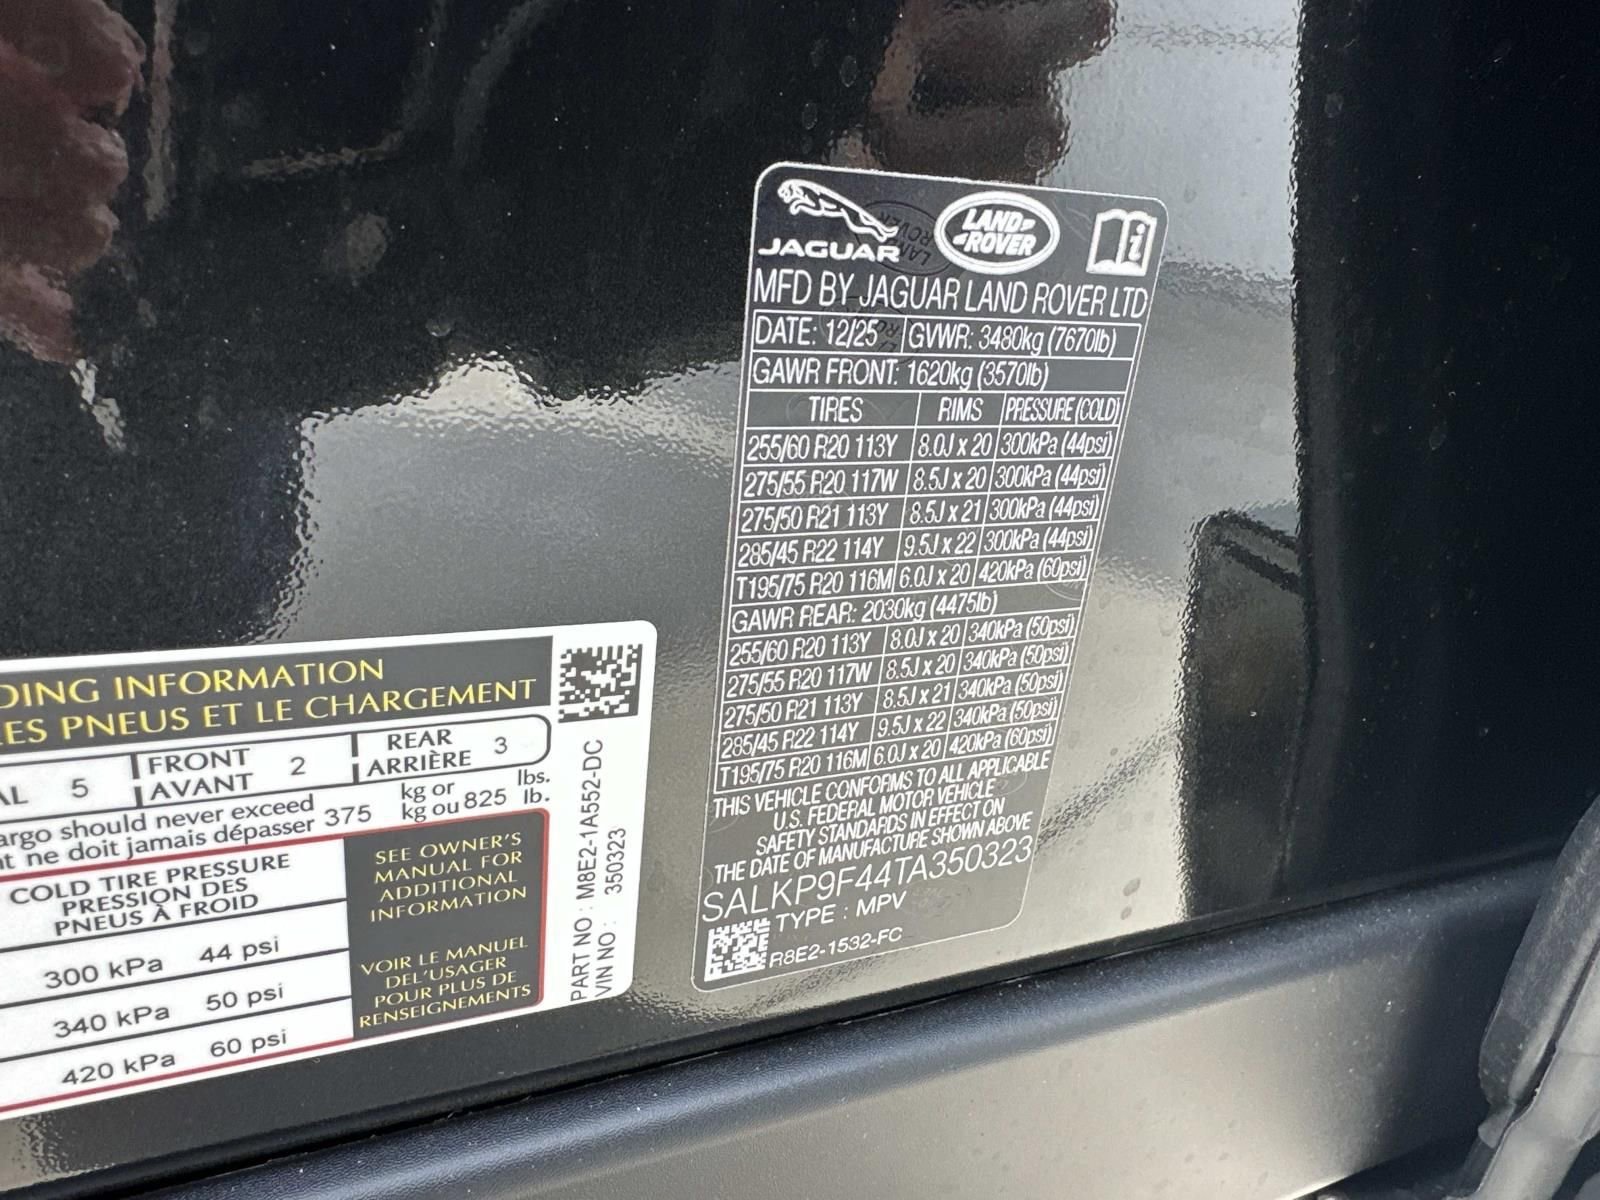 DING INFORMATION
ES PNEUS ET LE CHARGEMENT
AL 5 FRONT AVANT 2 REAR ARRIÈRE 3
argo should never exceed 375 kg or 825 lbs.
nt ne doit jamais dépasser kg ou lb.
COLD TIRE PRESSURE
PRESSION DES
PNEUS À FROID
300 kPa 44 psi
340 kPa 50 psi
420 kPa 60 psi
SEE OWNER'S
MANUAL FOR
ADDITIONAL
INFORMATION
VOIR LE MANUEL
DEL'USAGER
POUR PLUS DE
RENSEIGNEMENTS
PART NO : M8E2-1A552-DC
VIN NO : 350323
JAGUAR
LAND
ROVER
MFD BY JAGUAR LAND ROVER LTD
DATE: 12/25 GVWR: 3480kg (7670lb)
GAWR FRONT: 1620kg (3570lb)
TIRES RIMS PRESSURE (COLD)
255/60 R20 113Y 8.0J x 20 300kPa (44psi)
275/55 R20 117W 8.5J x 20 300kPa (44psi)
275/50 R21 113Y 8.5J x 21 300kPa (44psi)
285/45 R22 114Y 9.5J x 22 300kPa (44psi)
T195/75 R20 116M 6.0J x 20 420kPa (60psi)
GAWR REAR: 2030kg (4475lb)
255/60 R20 113Y 8.0J x 20 340kPa (50psi)
275/55 R20 117W 8.5J x 20 340kPa (50psi)
275/50 R21 113Y 8.5J x 21 340kPa (50psi)
285/45 R22 114Y 9.5J x 22 340kPa (50psi)
T195/75 R20 116M 6.0J x 20 420kPa (60psi)
THIS VEHICLE CONFORMS TO ALL APPLICABLE
U.S. FEDERAL MOTOR VEHICLE
SAFETY STANDARDS IN EFFECT ON
THE DATE OF MANUFACTURE SHOWN ABOVE
SALKP9F44TA350323
TYPE : MPV
R8E2-1532-FC